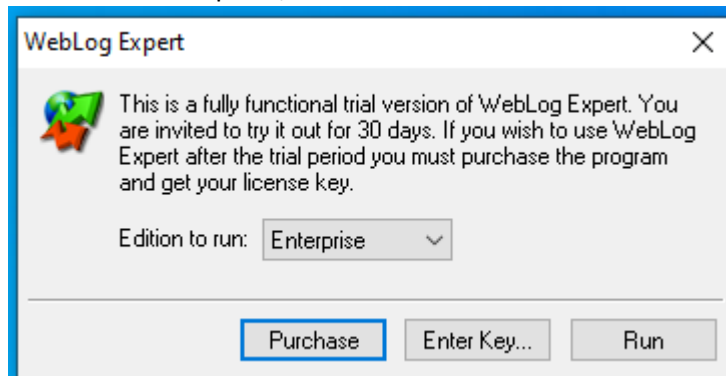 WebLog Expert
This is a fully functional trial version of WebLog Expert. You
are invited to try it out for 30 days. If you wish to use WebLog
Expert after the trial period you must purchase the program
and get your license key.
Edition to run: Enterprise
Purchase Enter Key... Run